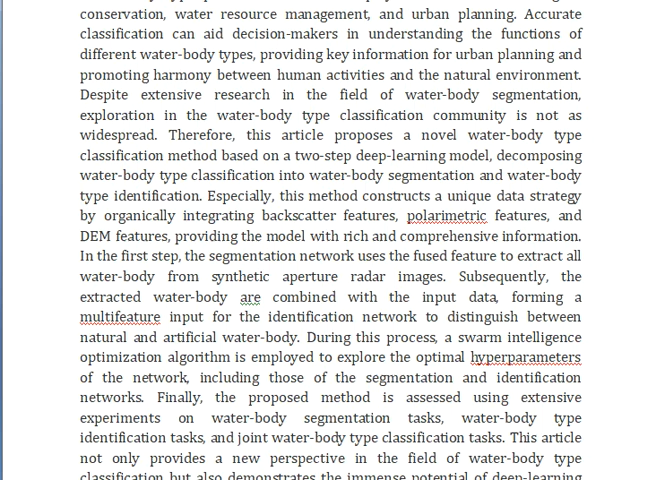 conservation, water resource management, and urban planning. Accurate
classification can aid decision-makers in understanding the functions of
different water-body types, providing key information for urban planning and
promoting harmony between human activities and the natural environment.
Despite extensive research in the field of water-body segmentation,
exploration in the water-body type classification community is not as
widespread. Therefore, this article proposes a novel water-body type
classification method based on a two-step deep-learning model, decomposing
water-body type classification into water-body segmentation and water-body
type identification. Especially, this method constructs a unique data strategy
by organically integrating backscatter features, polarimetric features, and
DEM features, providing the model with rich and comprehensive information.
In the first step, the segmentation network uses the fused feature to extract all
water-body from synthetic aperture radar images. Subsequently, the
extracted water-body are combined with the input data, forming a
multifeature input for the identification network to distinguish between
natural and artificial water-body. During this process, a swarm intelligence
optimization algorithm is employed to explore the optimal hyperparameters
of the network, including those of the segmentation and identification
networks. Finally, the proposed method is assessed using extensive
experiments on water-body segmentation tasks, water-body type
identification tasks, and joint water-body type classification tasks. This article
not only provides a new perspective in the field of water-body type
classification but also demonstrates the immense potential of deep-learning